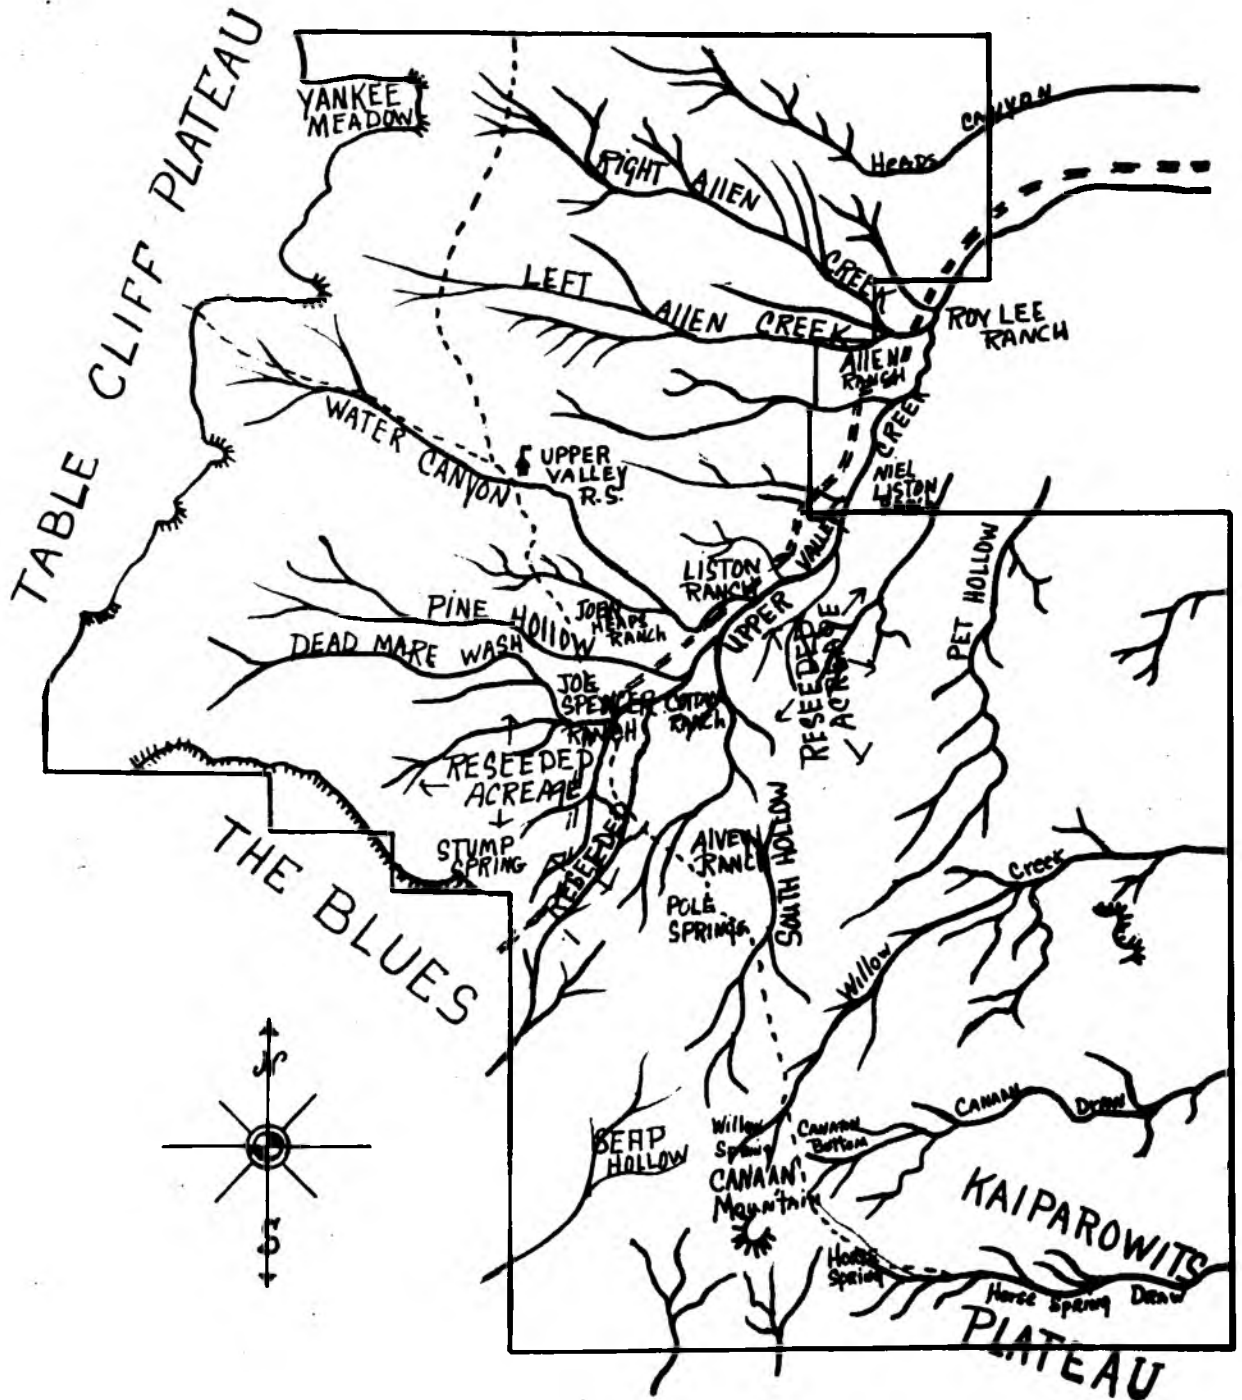 TABLE CLIFF PLATEAU
YANKEE
MEADOW
HEAPS CANYON
RIGHT Allen CREEK
LEFT Allen CREEK
ROY LEE
RANCH
Allen
RANCH
WATER CANYON
UPPER
VALLEY
R.S.
NIEL
LISTON
UPPER VALLEY CREEK
LISTON
RANCH
PET HOLLOW
PINE Hollow
HEAPS
RANCH
DEAD MARE WASH
JOE
SPENCER
RANCH
RANCH
RESEEDED
ACREAGE
RESEEDED
ACREAGE
STUMP
SPRING
RESEEDED
THE BLUES
RANCH
SOUTH HOLLOW
POLE
SPRINGS
Willow Creek
N
S
HOLLOW
Willow
Spring
CANAAN
Bottom
CANAAN DRAW
CANAAN
Mountain
KAIPAROWITS
PLATEAU
Horse
Spring
Horse Spring Draw